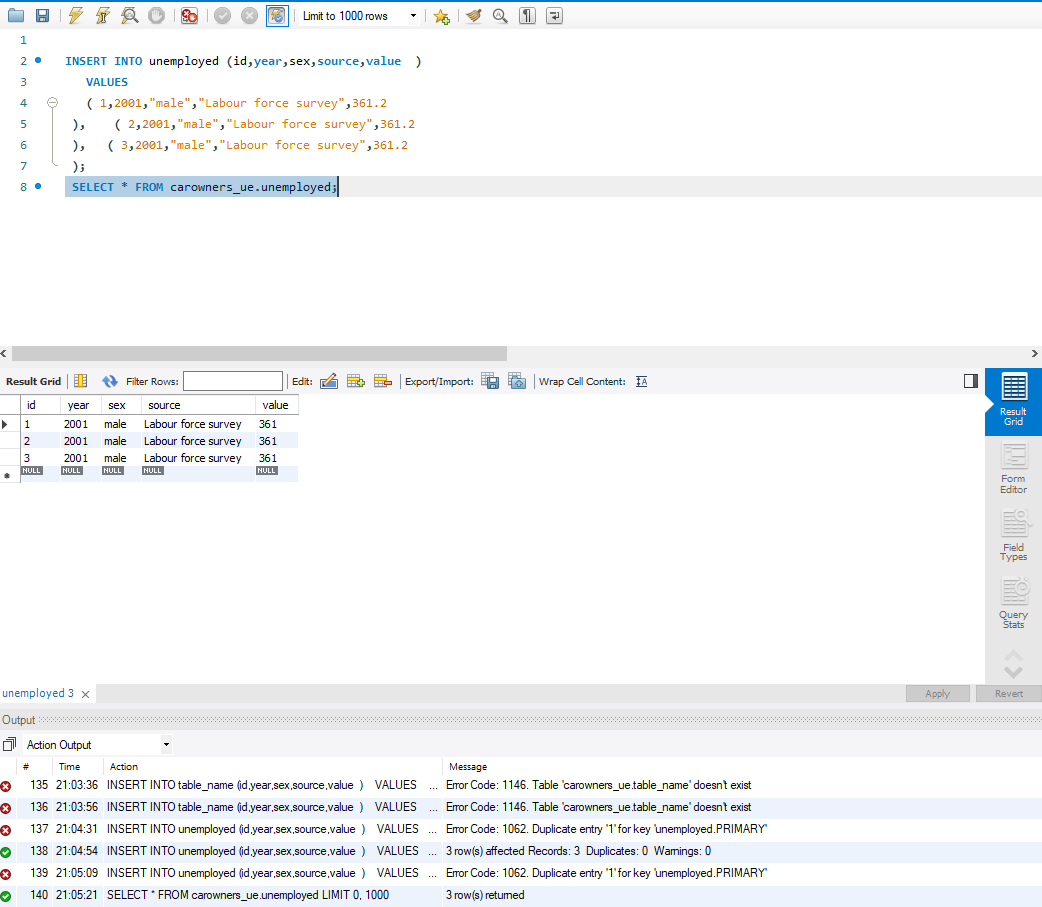 Limit to 1000 rows
1
2 INSERT INTO unemployed (id,year,sex,source,value )
3 VALUES
4 ( 1,2001,"male","Labour force survey",361.2
5 ), ( 2,2001,"male","Labour force survey",361.2
6 ), ( 3,2001,"male","Labour force survey",361.2
7 );
8 SELECT * FROM carowners_ue.unemployed;
Result Grid Filter Rows: Edit: Export/Import: Wrap Cell Content: IA
id year sex source value
1 2001 male Labour force survey 361
2 2001 male Labour force survey 361
3 2001 male Labour force survey 361
NULL NULL NULL NULL NULL
Result
Grid
Form
Editor
Field
Types
Query
Stats
unemployed 3 Apply Revert
Output
Action Output
# Time Action Message
135 21:03:36 INSERT INTO table_name (id,year,sex,source,value ) VALUES ... Error Code: 1146. Table 'carowners_ue.table_name' doesn't exist
136 21:03:56 INSERT INTO table_name (id,year,sex,source,value ) VALUES ... Error Code: 1146. Table 'carowners_ue.table_name' doesn't exist
137 21:04:31 INSERT INTO unemployed (id,year,sex,source,value ) VALUES ... Error Code: 1062. Duplicate entry '1' for key 'unemployed.PRIMARY'
138 21:04:54 INSERT INTO unemployed (id,year,sex,source,value ) VALUES ... 3 row(s) affected Records: 3 Duplicates: 0 Warnings: 0
139 21:05:09 INSERT INTO unemployed (id,year,sex,source,value ) VALUES ... Error Code: 1062. Duplicate entry '1' for key 'unemployed.PRIMARY'
140 21:05:21 SELECT * FROM carowners_ue.unemployed LIMIT 0, 1000 3 row(s) returned